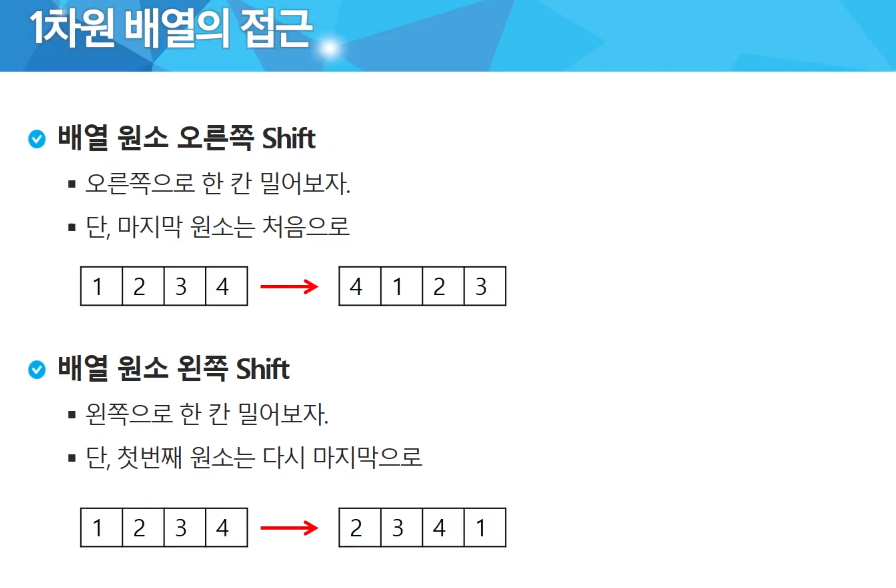 1차원 배열의 접근
배열 원소 오른쪽 Shift
오른쪽으로 한 칸 밀어보자.
단, 마지막 원소는 처음으로
1 2 3 4 4 1 2 3
배열 원소 왼쪽 Shift
왼쪽으로 한 칸 밀어보자.
단, 첫번째 원소는 다시 마지막으로
1 2 3 4 2 3 4 1